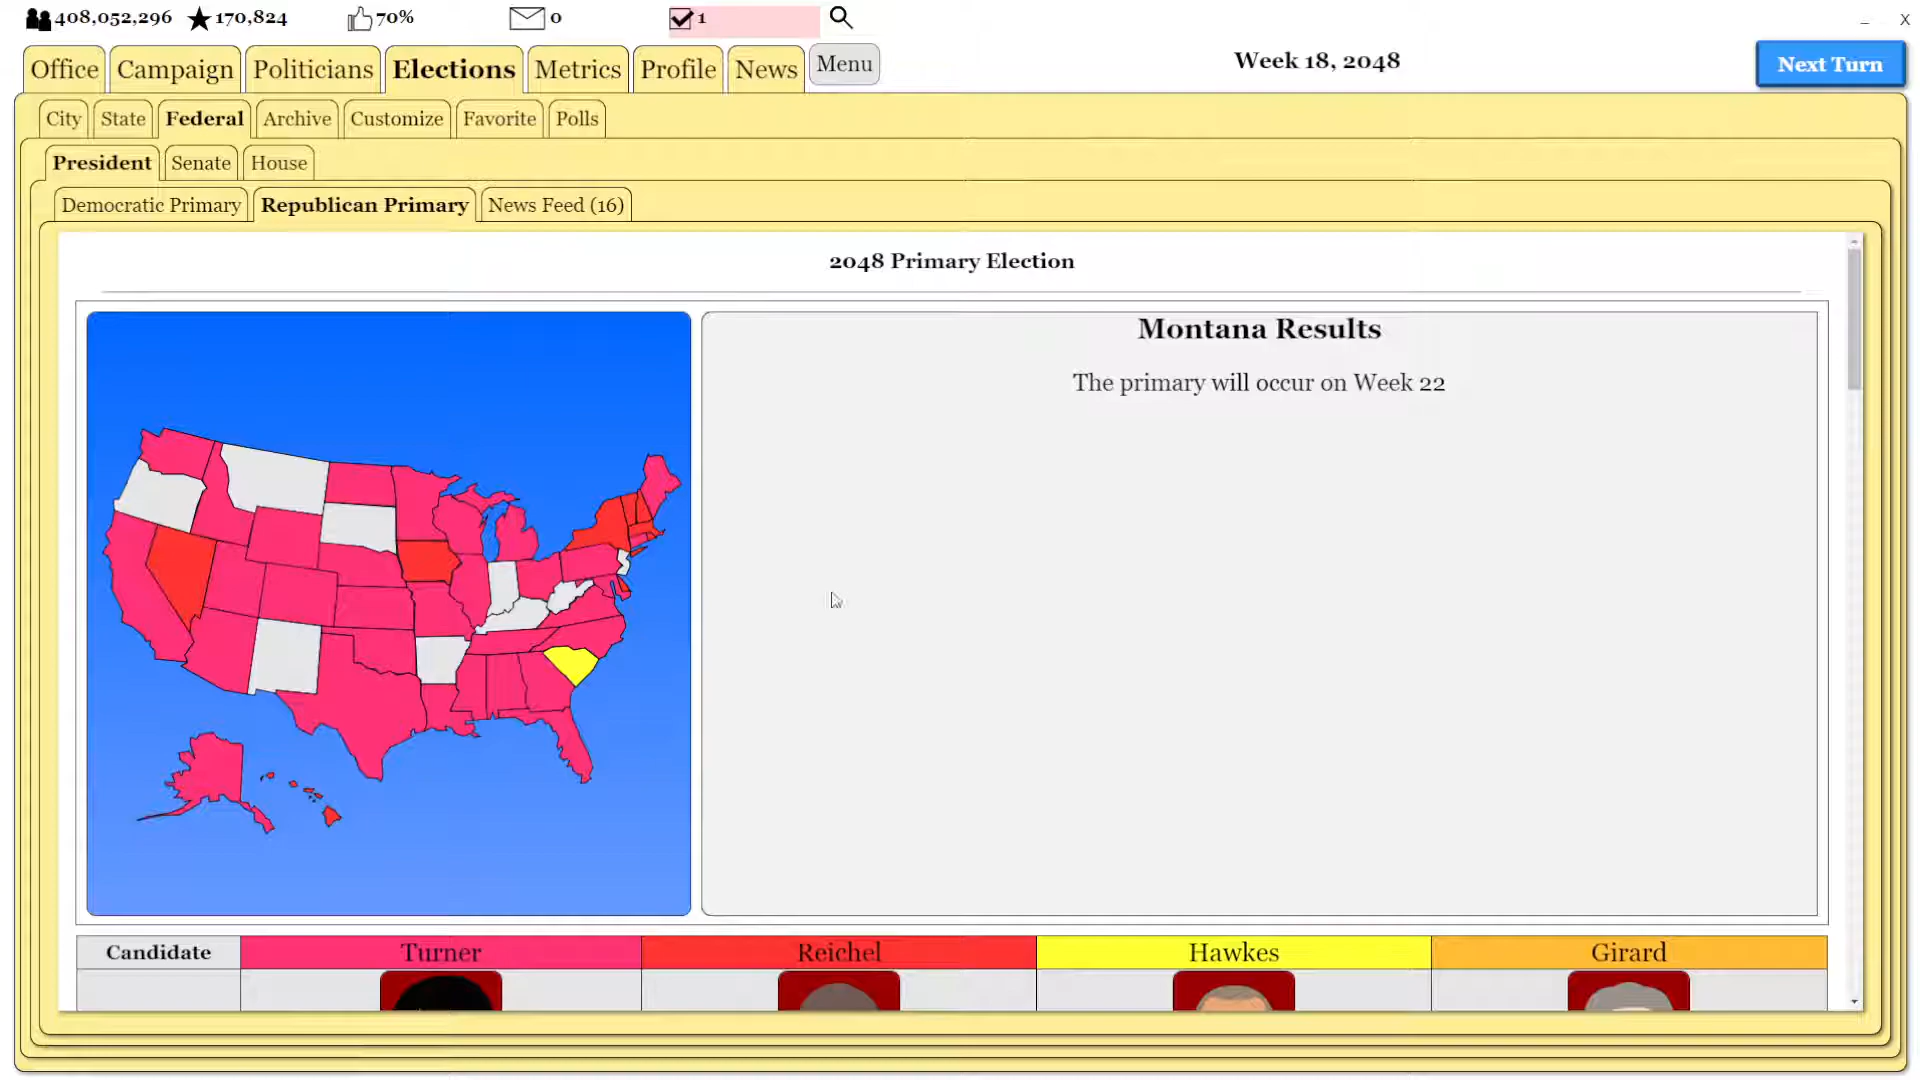 408,052,296 170,824 70% 0 1
Office Campaign Politicians Elections Metrics Profile News Menu Week 18, 2048 Next Turn
City State Federal Archive Customize Favorite Polls
President Senate House
Democratic Primary Republican Primary News Feed (16)
2048 Primary Election
Montana Results
The primary will occur on Week 22
Candidate Turner Reichel Hawkes Girard